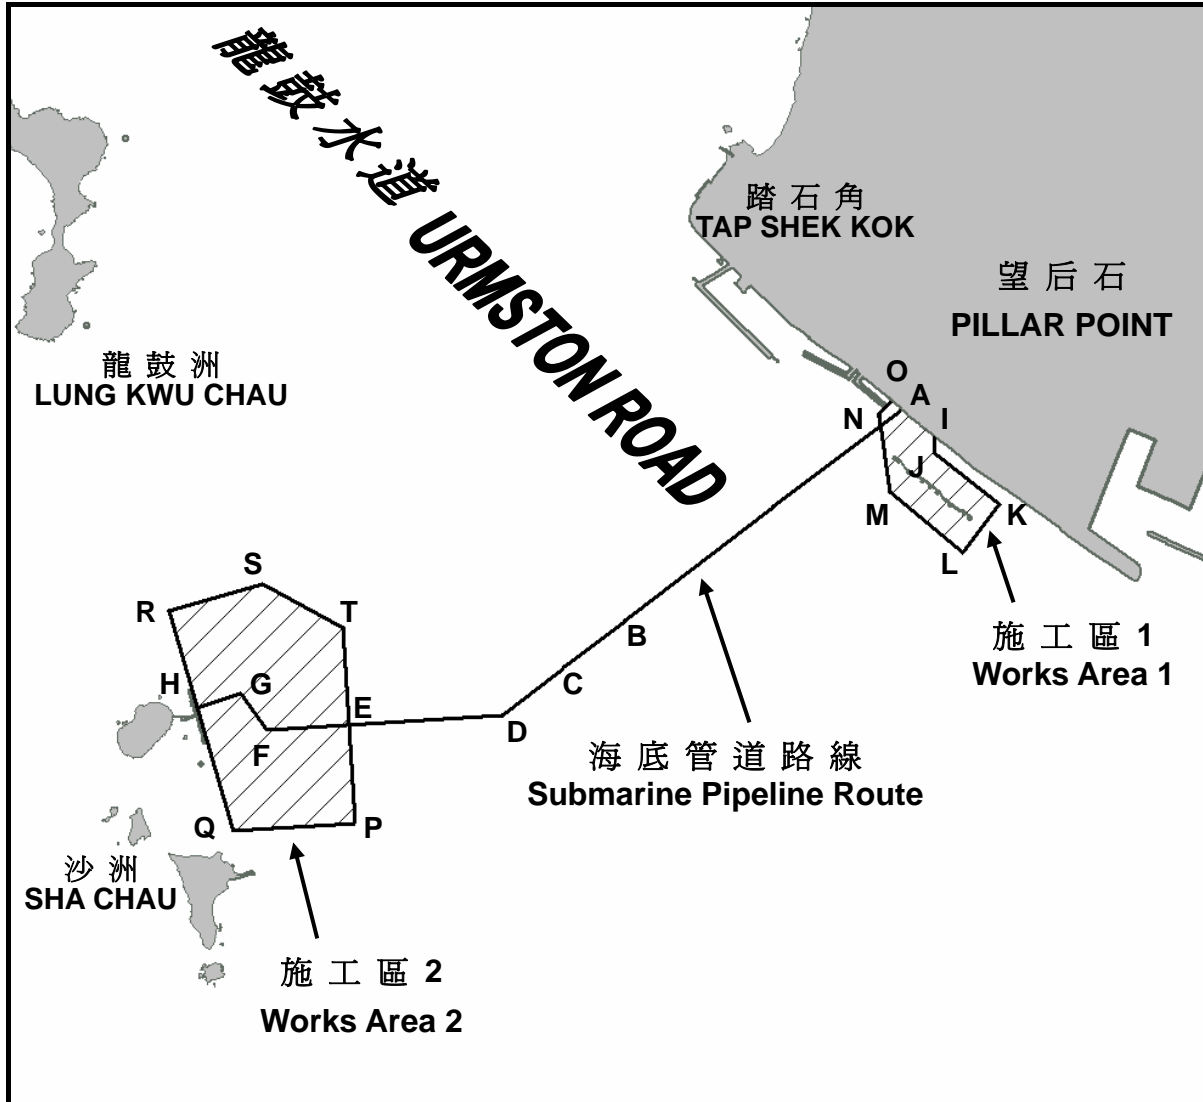 龍鼓水道 URMSTON ROAD
踏石角
TAP SHEK KOK
望后石
PILLAR POINT
龍鼓洲
LUNG KWU CHAU
O
A
N
I
J
M
K
L
S
R
T
施工區 1
Works Area 1
B
H
G
C
E
D
F
海底管道路線
Submarine Pipeline Route
Q
P
沙洲
SHA CHAU
施工區 2
Works Area 2